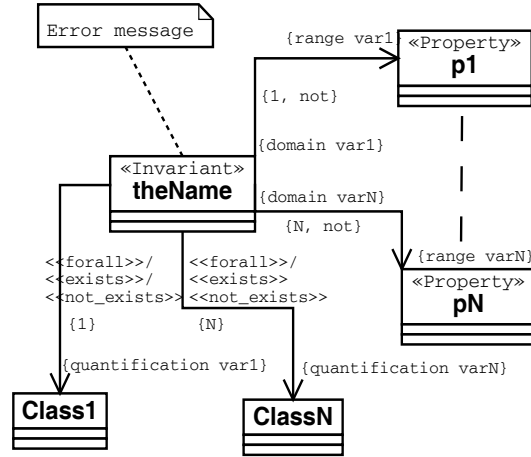 Error message
{range var1}
«Property»
p1
{1, not}
{domain var1}
«Invariant»
theName
{domain varN}
{N, not}
<<forall>>/
<<exists>>/
<<not_exists>>
<<forall>>/
<<exists>>
<<not_exists>>
{range varN}
«Property»
pN
{1}
{N}
{quantification var1}
{quantification varN}
Class1
ClassN